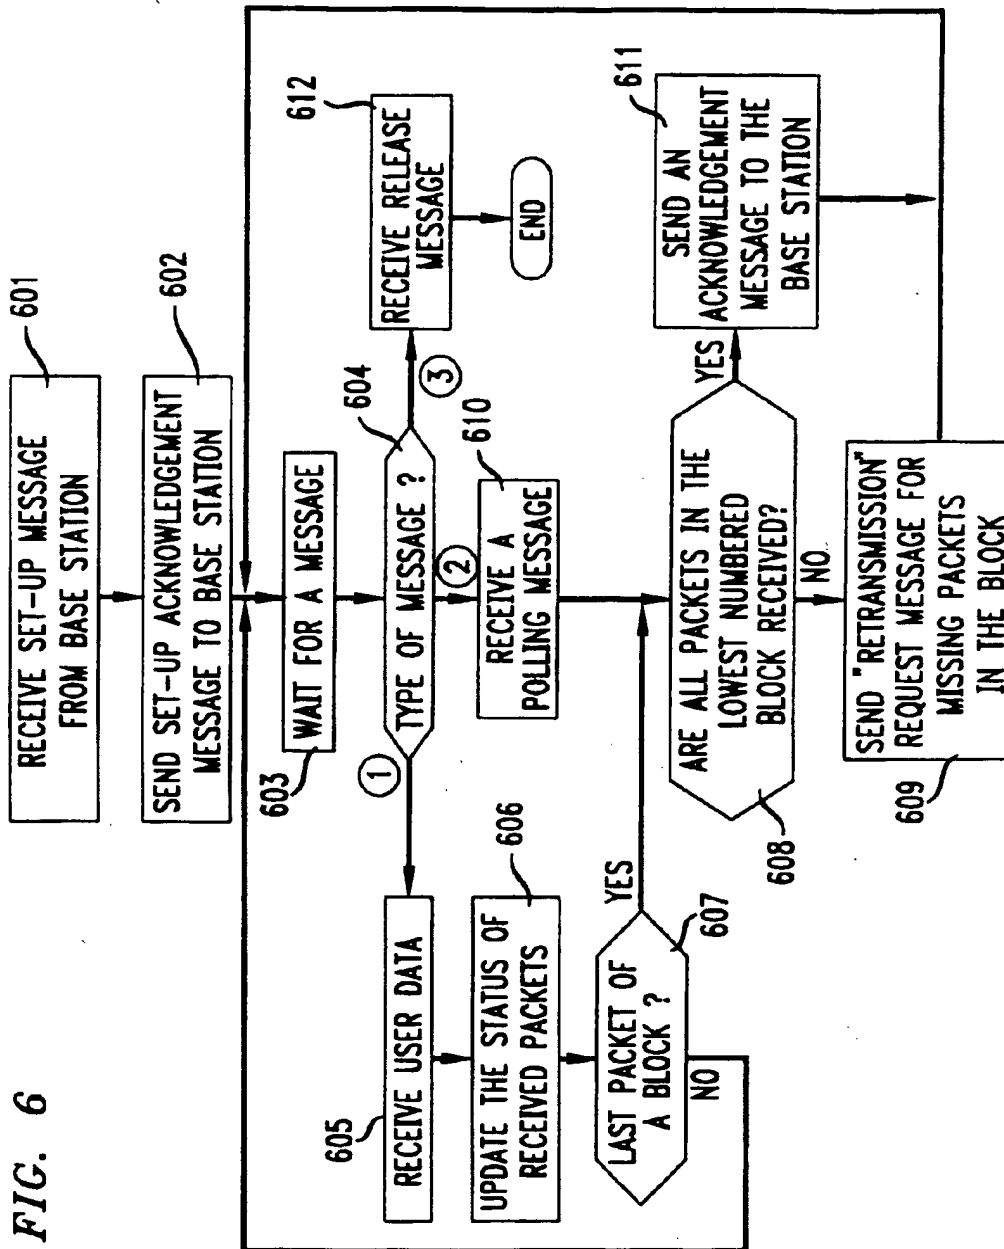 FIG. 6
RECEIVE SET-UP MESSAGE
FROM BASE STATION
601
SEND SET-UP ACKNOWLEDGEMENT
MESSAGE TO BASE STATION
602
WAIT FOR A MESSAGE
603
TYPE OF MESSAGE ?
604
1
2
3
RECEIVE USER DATA
605
UPDATE THE STATUS OF
RECEIVED PACKETS
606
LAST PACKET OF
A BLOCK ?
607
YES
NO
RECEIVE A
POLLING MESSAGE
610
RECEIVE RELEASE
MESSAGE
612
END
ARE ALL PACKETS IN THE
LOWEST NUMBERED
BLOCK RECEIVED?
608
YES
NO
SEND AN
ACKNOWLEDGEMENT
MESSAGE TO THE
BASE STATION
611
SEND "RETRANSMISSION"
REQUEST MESSAGE FOR
MISSING PACKETS
IN THE BLOCK
609